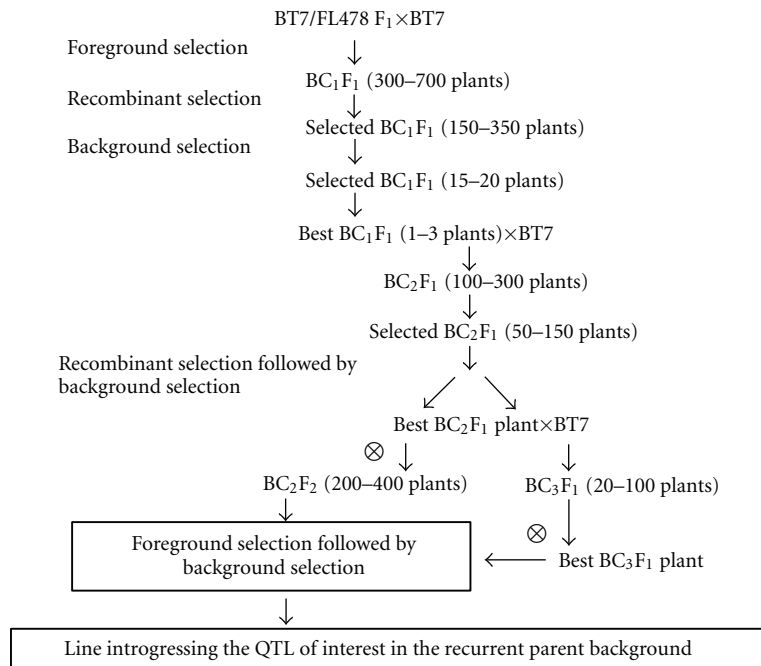 BT7/FL478 F₁×BT7
Foreground selection
BC₁F₁ (300–700 plants)
Recombinant selection
Selected BC₁F₁ (150–350 plants)
Background selection
Selected BC₁F₁ (15–20 plants)
Best BC₁F₁ (1–3 plants)×BT7
BC₂F₁ (100–300 plants)
Selected BC₂F₁ (50–150 plants)
Recombinant selection followed by
background selection
Best BC₂F₁ plant×BT7
⊗
BC₂F₂ (200–400 plants)
BC₃F₁ (20–100 plants)
⊗
Foreground selection followed by
background selection
Best BC₃F₁ plant
Line introgressing the QTL of interest in the recurrent parent background